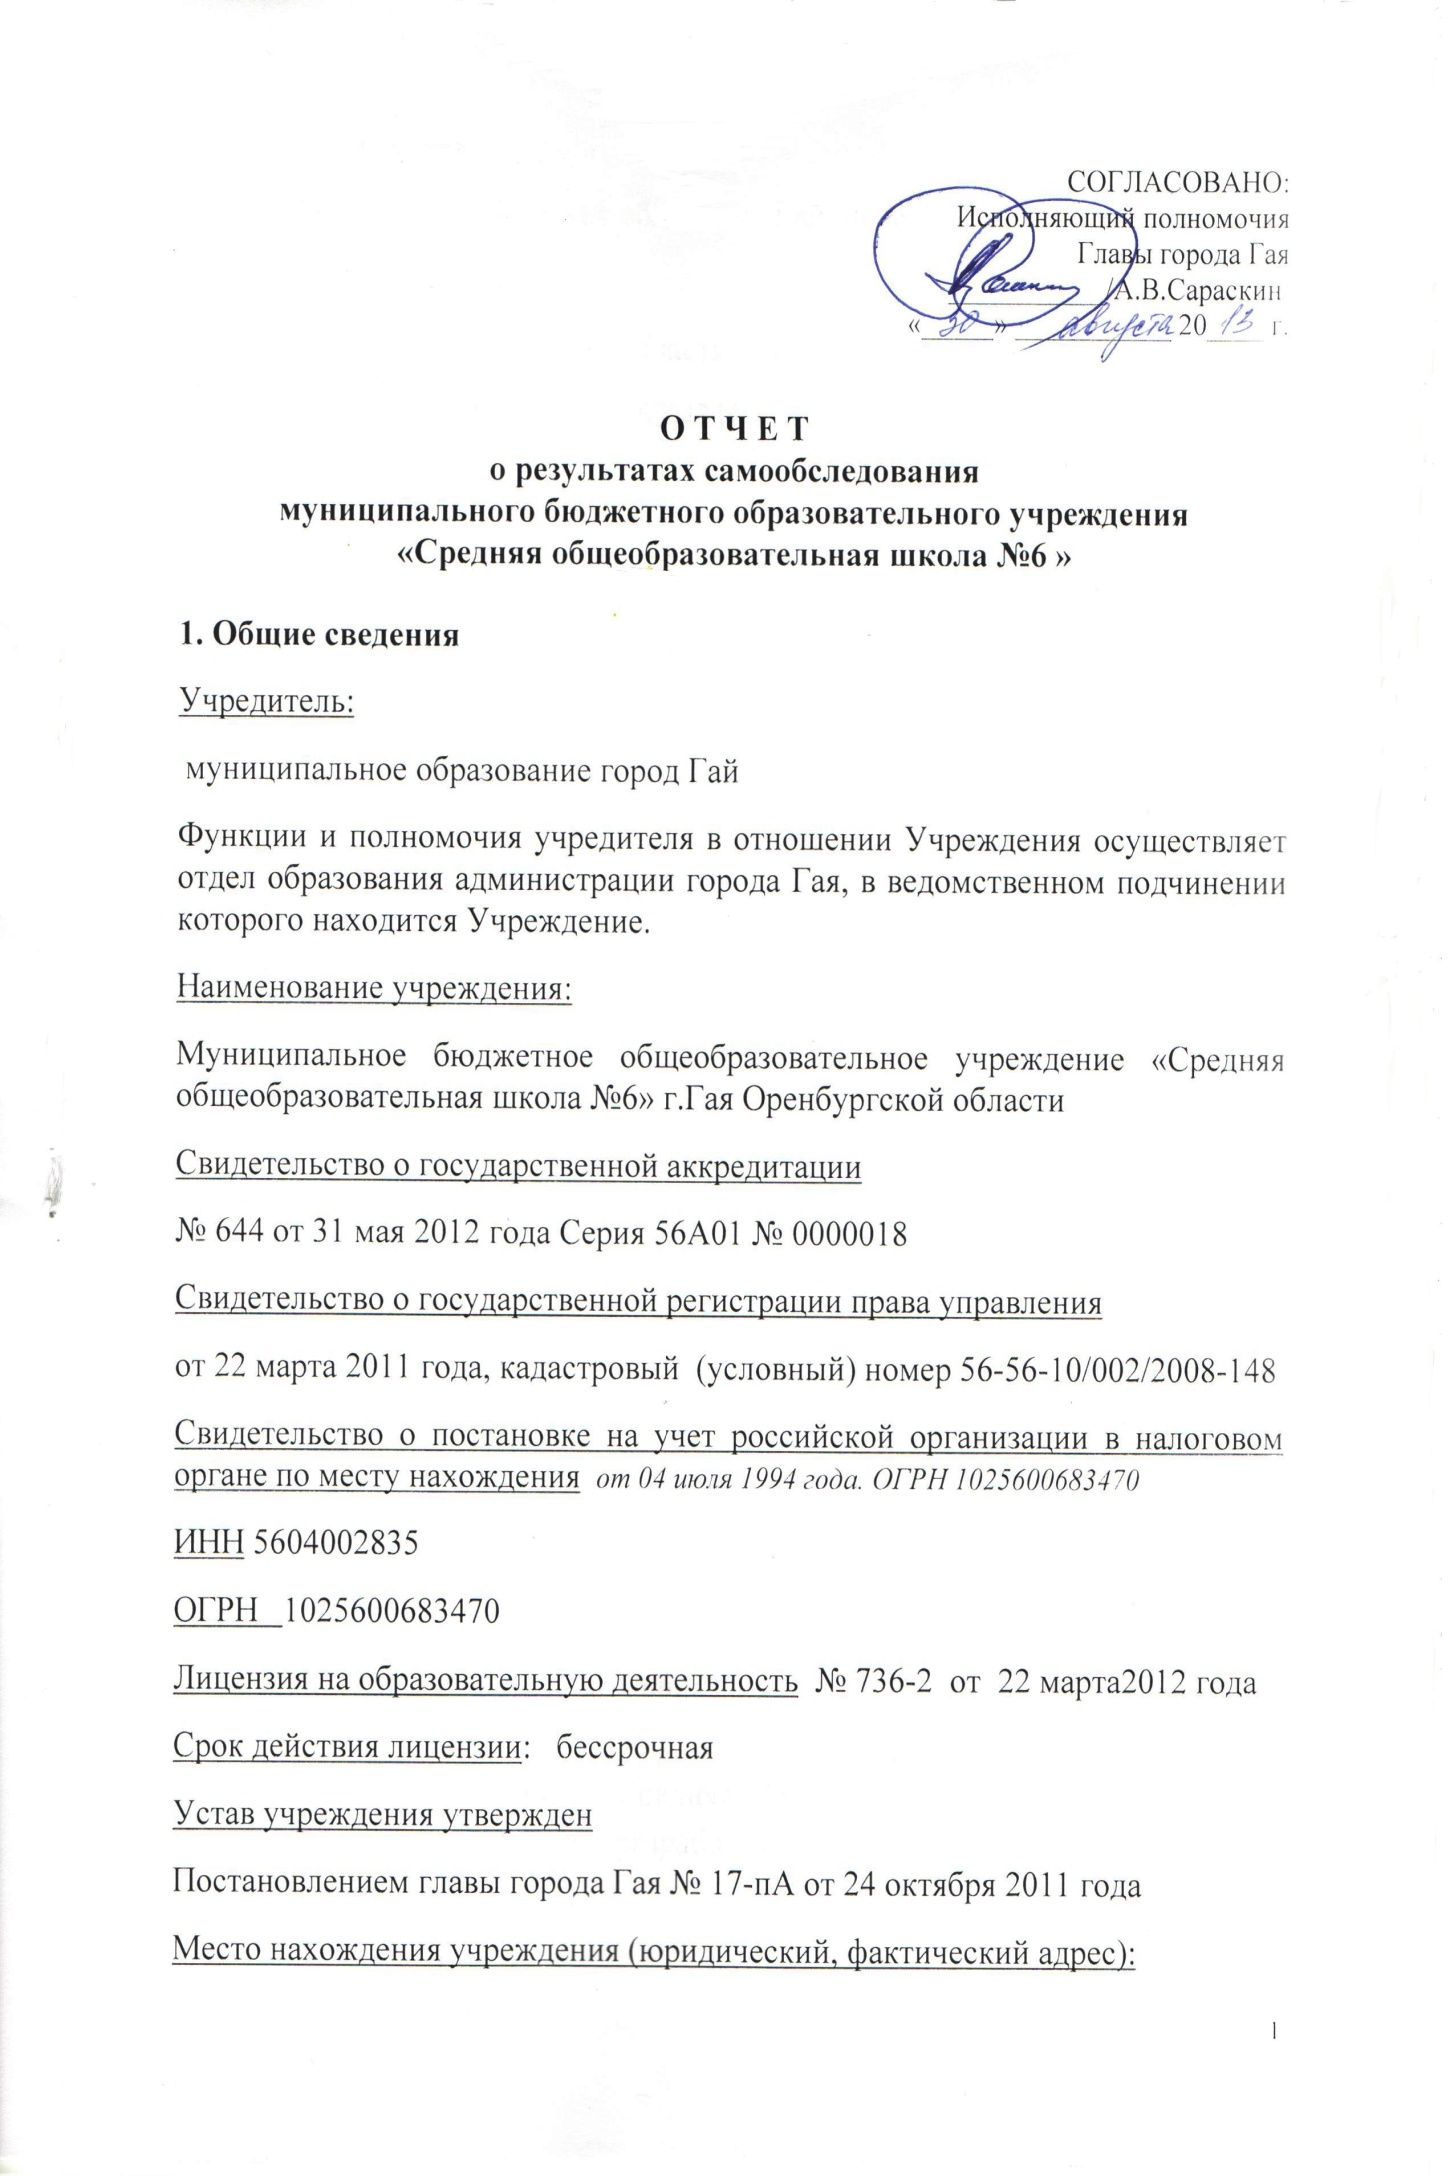 СОГЛАСОВАНО:
Исполняющий полномочия
Главы города Гая
____________/А.В.Сараскин
«30» августа 2013 г.
О Т Ч Е Т
о результатах самообследования
муниципального бюджетного образовательного учреждения
«Средняя общеобразовательная школа №6 »
1. Общие сведения
Учредитель:
муниципальное образование город Гай
Функции и полномочия учредителя в отношении Учреждения осуществляет
отдел образования администрации города Гая, в ведомственном подчинении
которого находится Учреждение.
Наименование учреждения:
Муниципальное бюджетное общеобразовательное учреждение «Средняя
общеобразовательная школа №6» г.Гая Оренбургской области
Свидетельство о государственной аккредитации
№ 644 от 31 мая 2012 года Серия 56А01 № 0000018
Свидетельство о государственной регистрации права управления
от 22 марта 2011 года, кадастровый (условный) номер 56-56-10/002/2008-148
Свидетельство о постановке на учет российской организации в налоговом
органе по месту нахождения от 04 июля 1994 года. ОГРН 1025600683470
ИНН 5604002835
ОГРН 1025600683470
Лицензия на образовательную деятельность № 736-2 от 22 марта2012 года
Срок действия лицензии: бессрочная
Устав учреждения утвержден
Постановлением главы города Гая № 17-пА от 24 октября 2011 года
Место нахождения учреждения (юридический, фактический адрес):
1